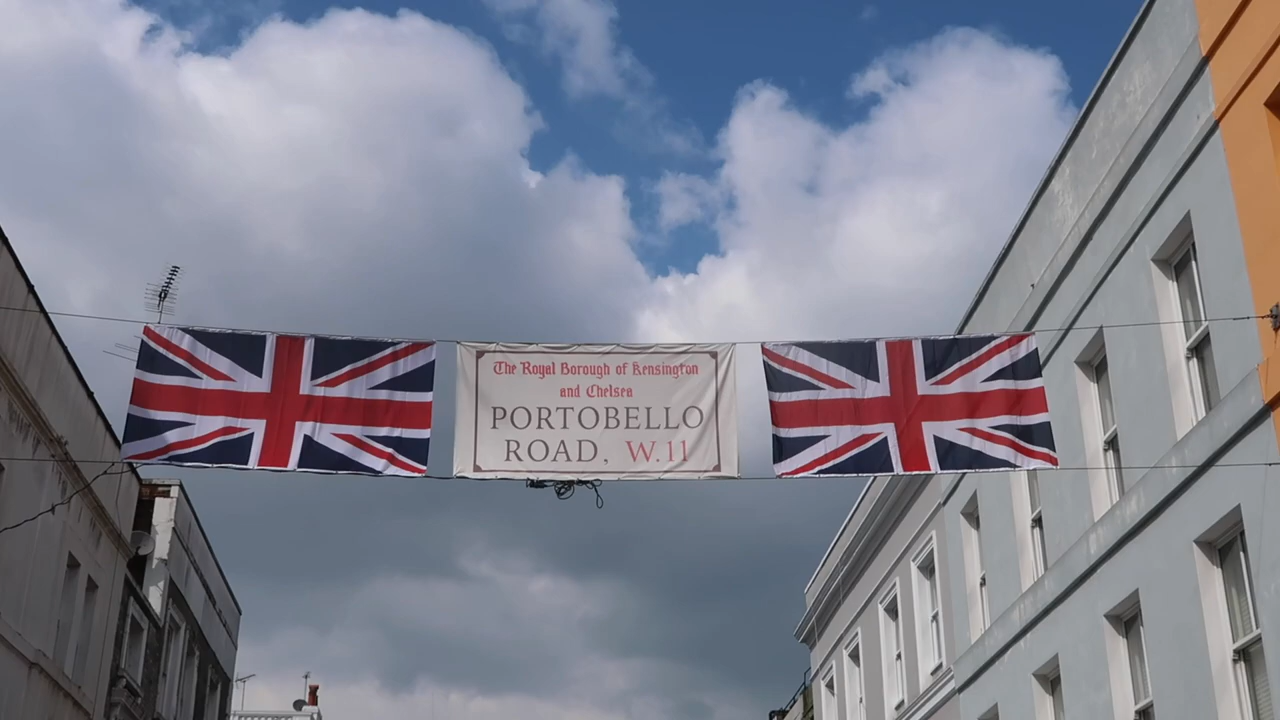 The Royal Borough of Kensington
and Chelsea
PORTOBELLO
ROAD, W.11